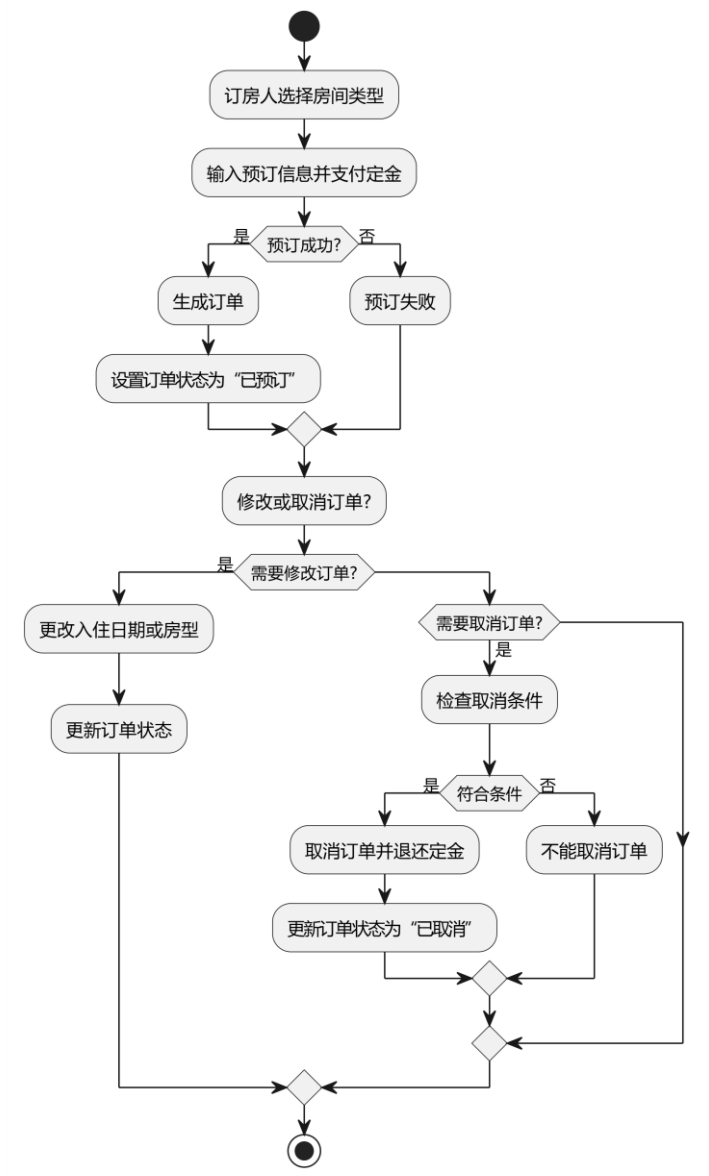 订房人选择房间类型
输入预订信息并支付定金
是
预订成功?
否
生成订单
预订失败
设置订单状态为“已预订”
修改或取消订单?
是
需要修改订单?
更改入住日期或房型
需要取消订单?
是
检查取消条件
更新订单状态
是
符合条件
否
取消订单并退还定金
不能取消订单
更新订单状态为“已取消”